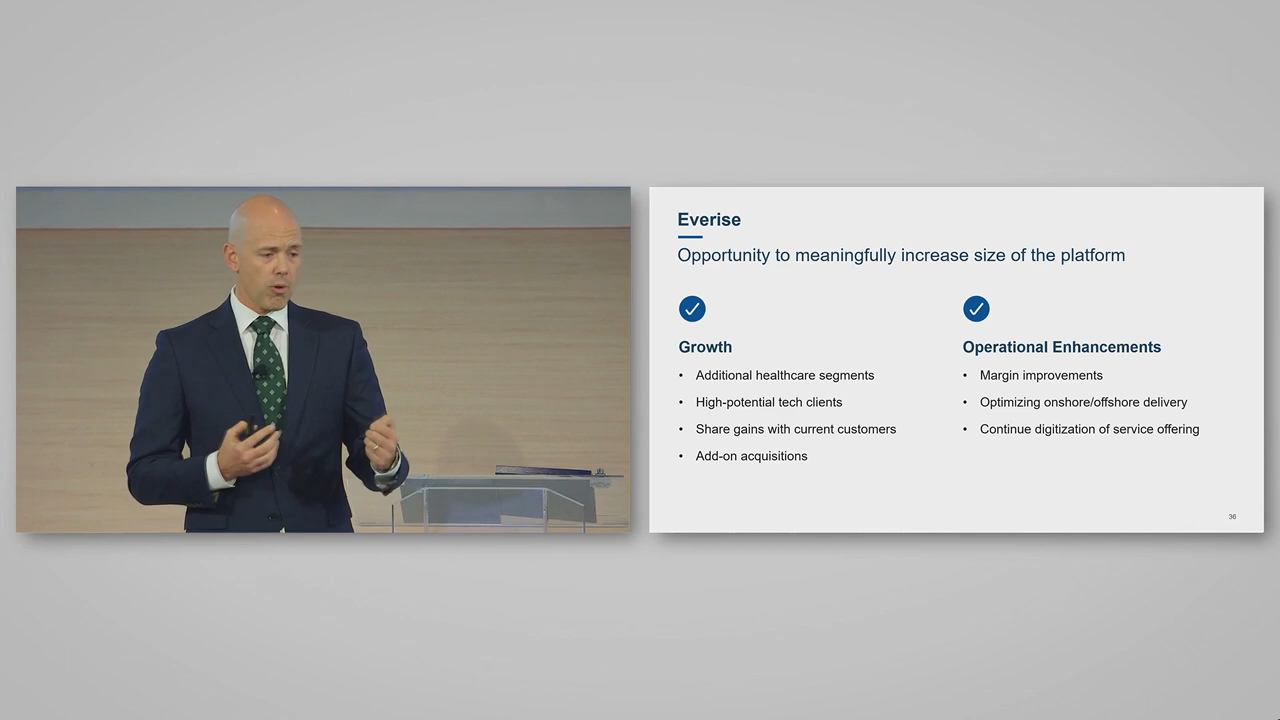 Everise
Opportunity to meaningfully increase size of the platform
Growth
• Additional healthcare segments
• High-potential tech clients
• Share gains with current customers
• Add-on acquisitions
Operational Enhancements
• Margin improvements
• Optimizing onshore/offshore delivery
• Continue digitization of service offering
36